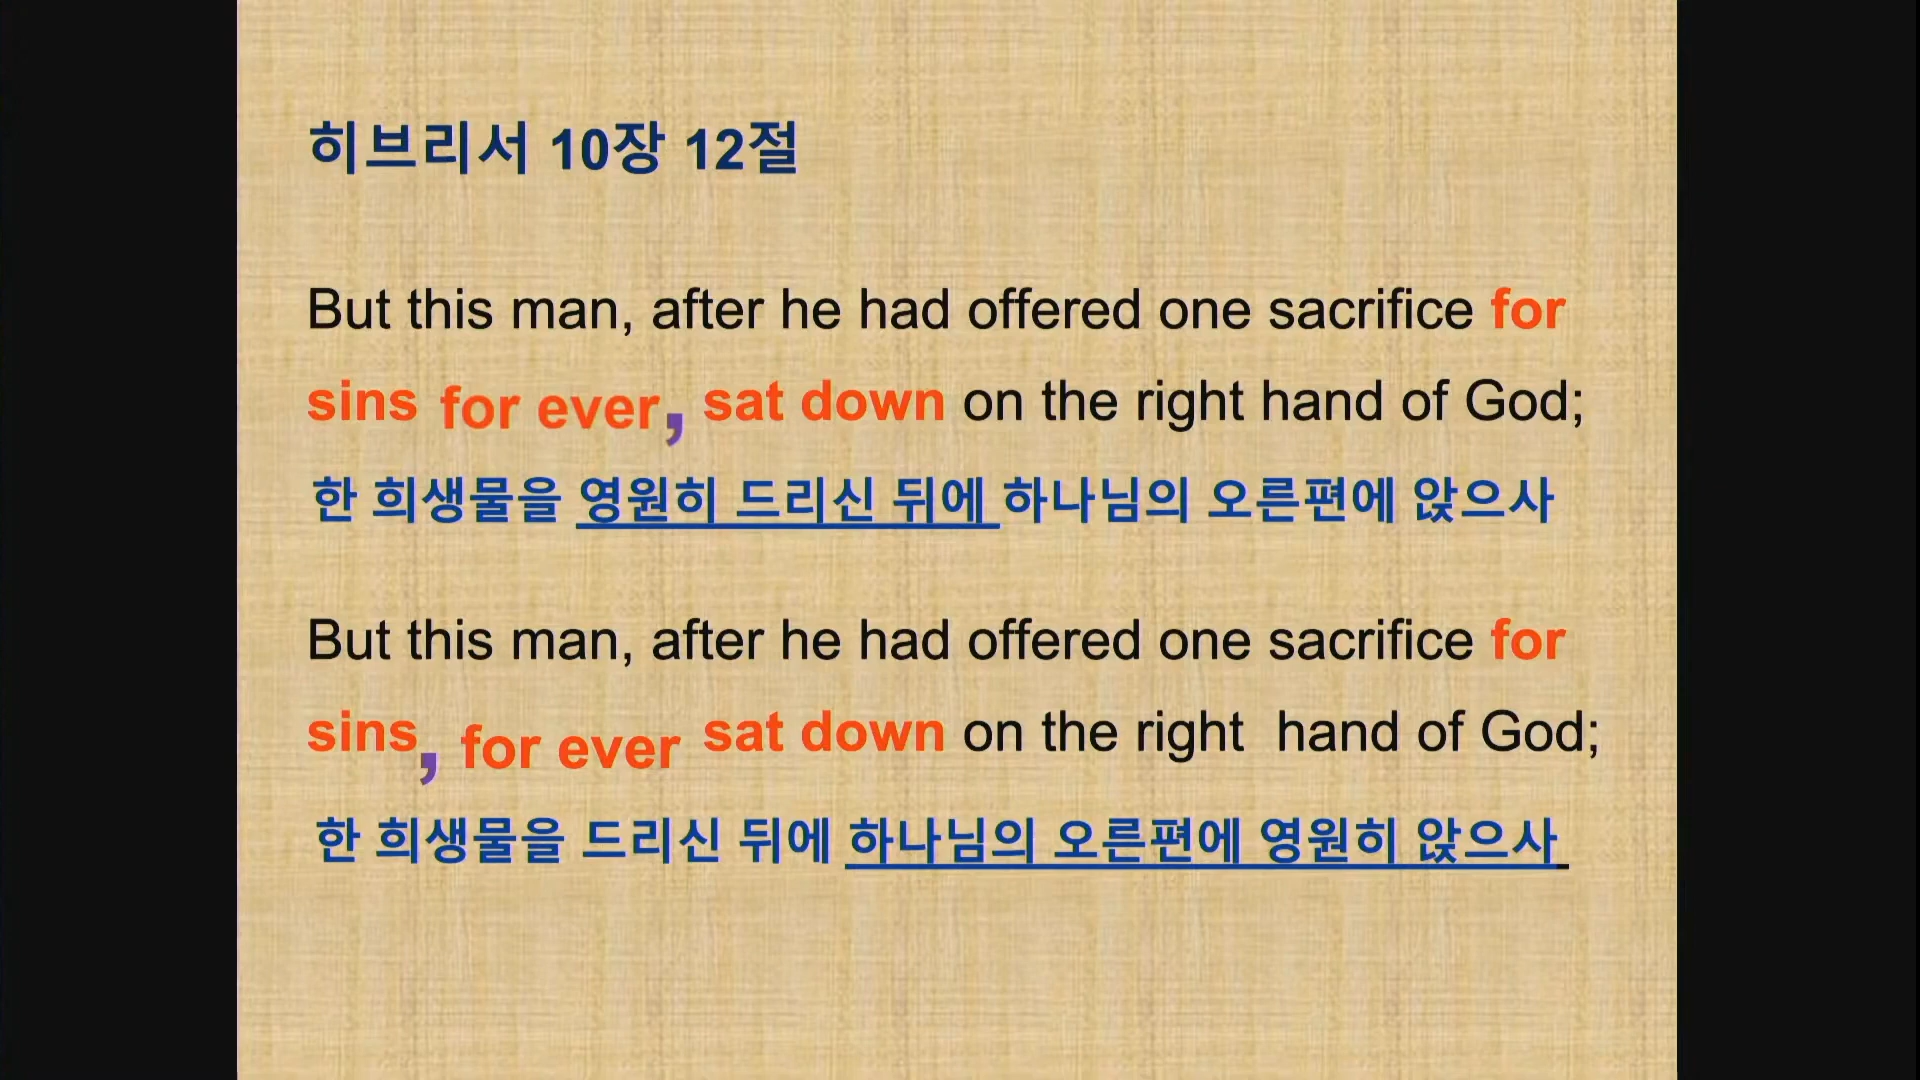 히브리서 10장 12절
But this man, after he had offered one sacrifice for
sins for ever, sat down on the right hand of God;
한 희생물을 영원히 드리신 뒤에 하나님의 오른편에 앉으사
But this man, after he had offered one sacrifice for
sins, for ever sat down on the right hand of God;
한 희생물을 드리신 뒤에 하나님의 오른편에 영원히 앉으사